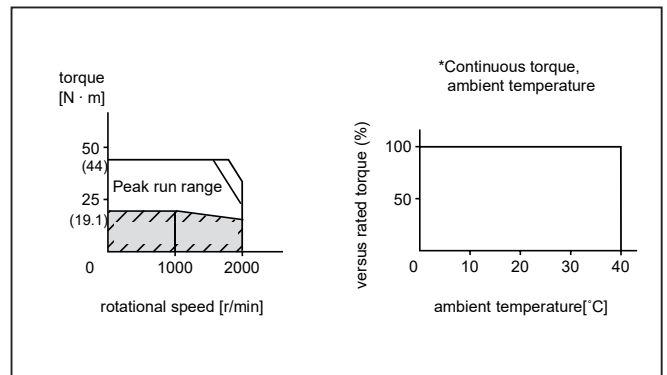 torque
[N · m]
50
(44)
Peak run range
25
(19.1)
0
1000
2000
rotational speed [r/min]
*Continuous torque,
ambient temperature
versus rated torque (%)
100
50
0
10
20
30
40
ambient temperature[˚C]